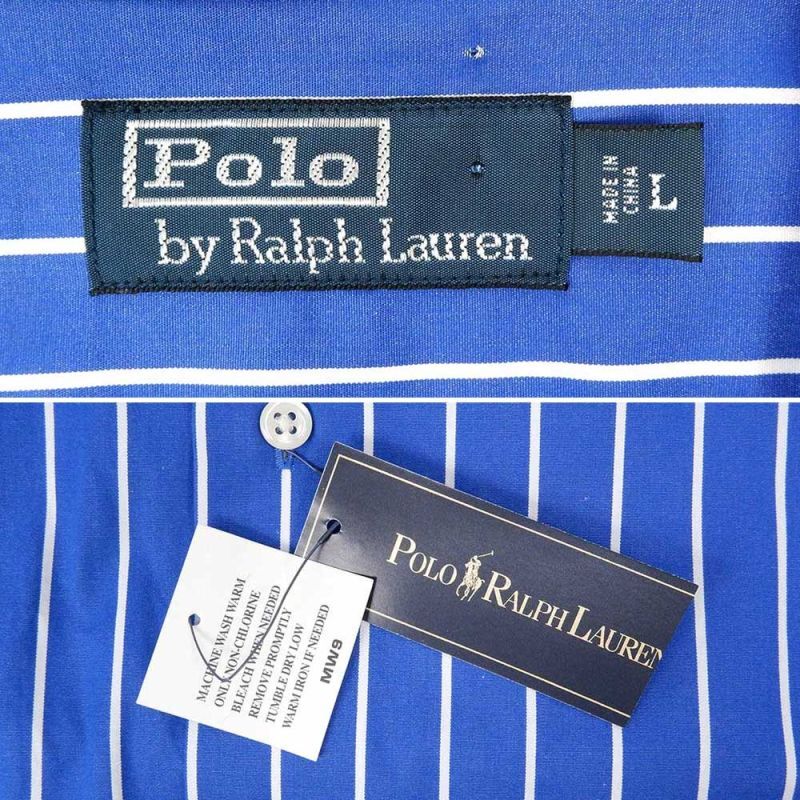 Polo
by Ralph Lauren
MADE IN
CHINA
L
POLO RALPH LAUREN
MACHINE WASH WARM
ONLY NON-CHLORINE
BLEACH WHEN NEEDED
REMOVE PROMPTLY
TUMBLE DRY LOW
WARM IRON IF NEEDED
MW9